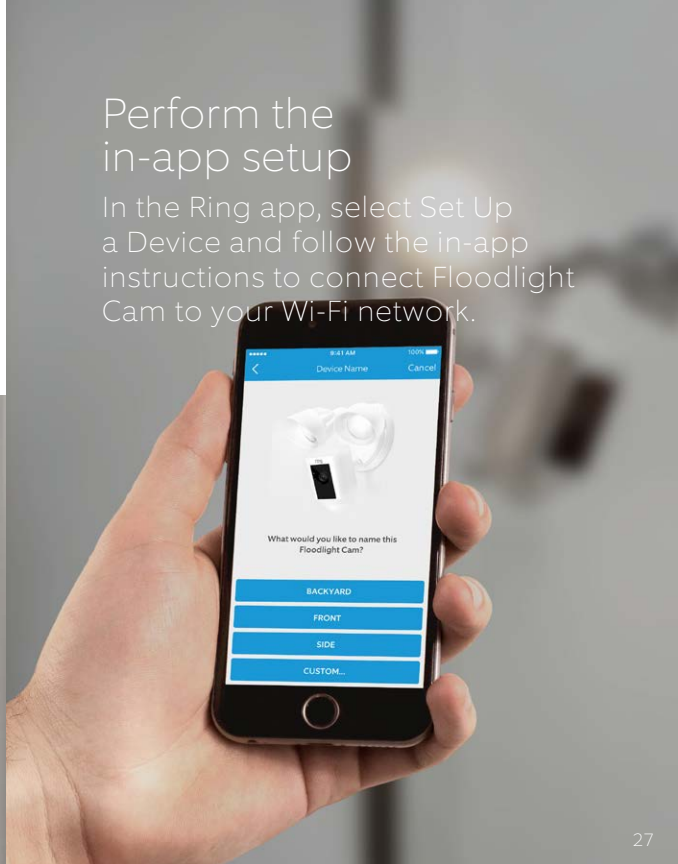 Perform the
in-app setup
In the Ring app, select Set Up
a Device and follow the in-app
instructions to connect Floodlight
Cam to your Wi-Fi network.
9:41 AM
100%
Device Name
Cancel
ring
What would you like to name this
Floodlight Cam?
BACKYARD
FRONT
SIDE
CUSTOM...
27